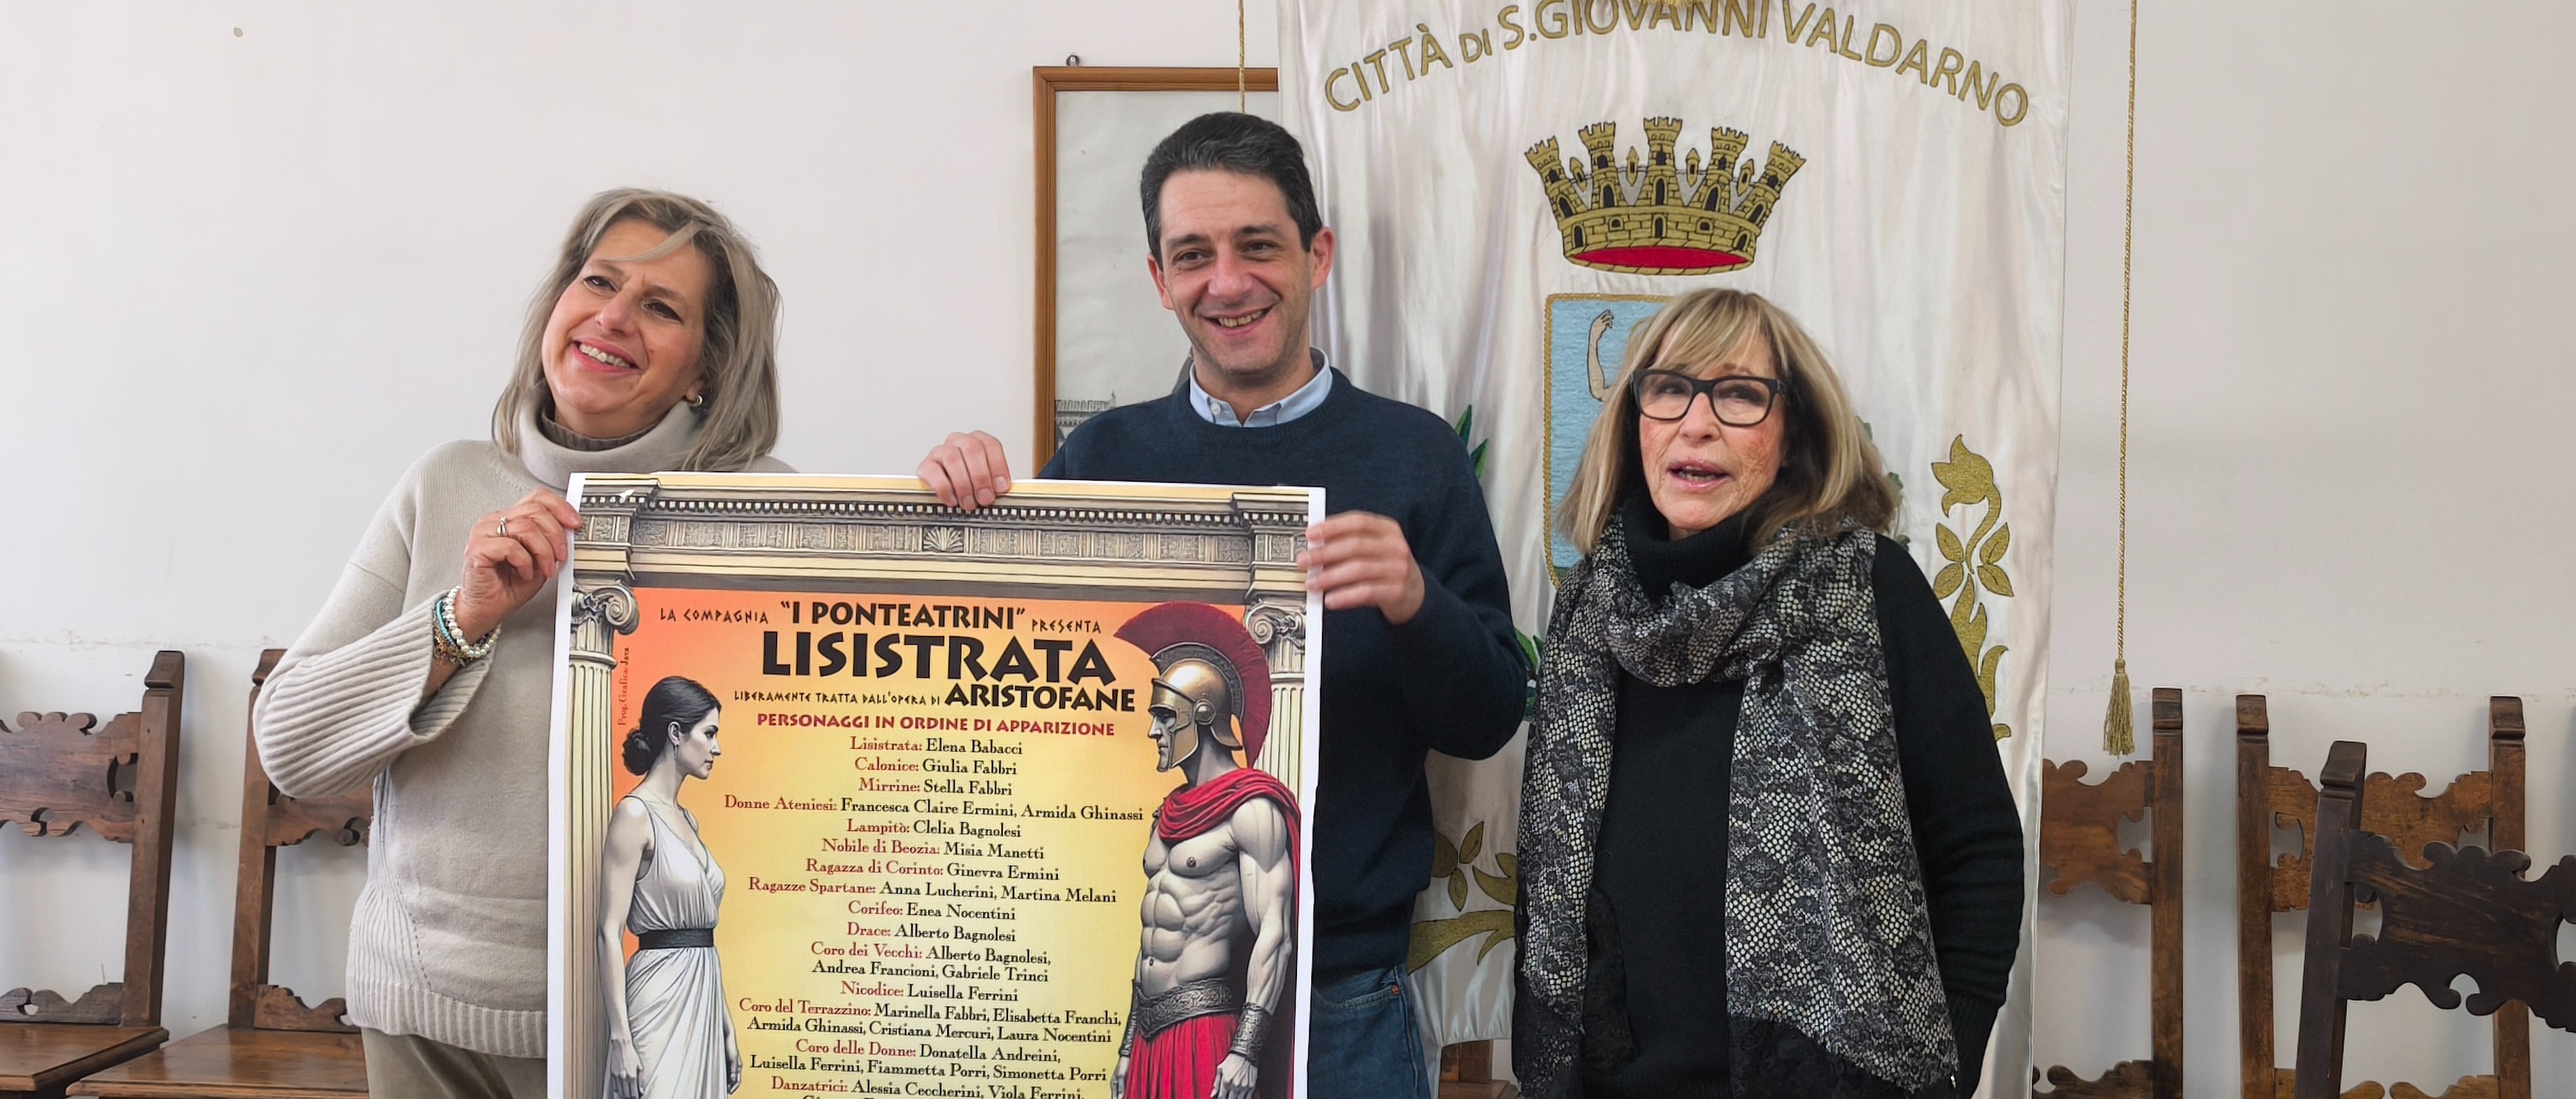 CITTÀ DI S.GIOVANNI VALDARNO
LA COMPAGNIA "I PONTEATRINI" PRESENTA
LISISTRATA
LIBERAMENTE TRATTA DALL'OPERA DI ARISTOFANE
PERSONAGGI IN ORDINE DI APPARIZIONE
Lisistrata: Elena Babacci
Calonice: Giulia Fabbri
Mirrine: Stella Fabbri
Donne Ateniesi: Francesca Claire Ermini, Armida Ghinassi
Lampitò: Clelia Bagnolesi
Nobile di Beozia: Misia Manetti
Ragazza di Corinto: Ginevra Ermini
Ragazze Spartane: Anna Lucherini, Martina Melani
Corifeo: Enea Nocentini
Drace: Alberto Bagnolesi
Coro dei Vecchi: Alberto Bagnolesi,
Andrea Francioni, Gabriele Trinci
Nicodice: Luisella Ferrini
Coro del Terrazzino: Marinella Fabbri, Elisabetta Franchi,
Armida Ghinassi, Cristiana Mercuri, Laura Nocentini
Coro delle Donne: Donatella Andreini,
Luisella Ferrini, Fiammetta Porri, Simonetta Porri
Danzatrici: Alessia Ceccherini, Viola Ferrini,
Prog. Grafica: Jara